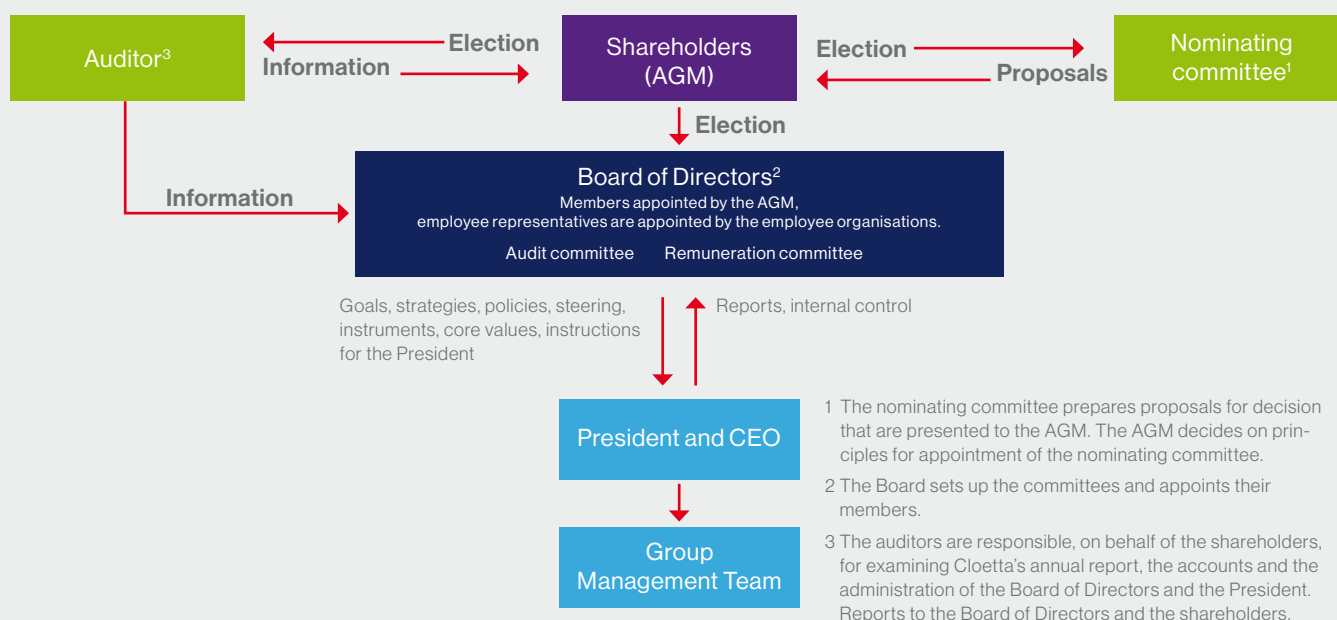 Auditor³
Election
Information
Shareholders
(AGM)
Election
Proposals
Nominating
committee¹
Election
Information
Board of Directors²
Members appointed by the AGM,
employee representatives are appointed by the employee organisations.
Audit committee Remuneration committee
Goals, strategies, policies, steering,
instruments, core values, instructions
for the President
Reports, internal control
President and CEO
Group
Management Team
1 The nominating committee prepares proposals for decision
that are presented to the AGM. The AGM decides on prin-
ciples for appointment of the nominating committee.
2 The Board sets up the committees and appoints their
members.
3 The auditors are responsible, on behalf of the shareholders,
for examining Cloetta's annual report, the accounts and the
administration of the Board of Directors and the President.
Reports to the Board of Directors and the shareholders.